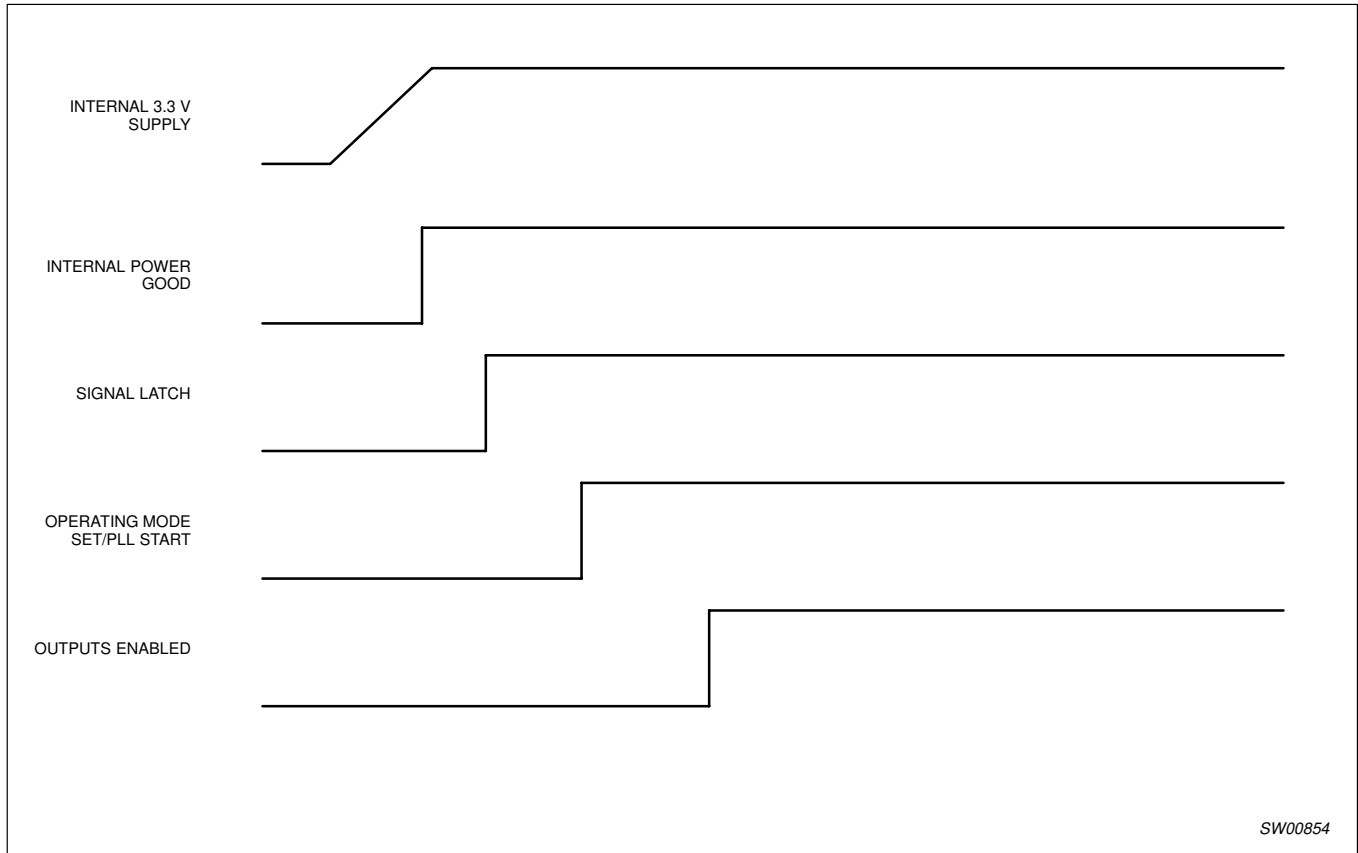 INTERNAL 3.3 V
SUPPLY
INTERNAL POWER
GOOD
SIGNAL LATCH
OPERATING MODE
SET/PLL START
OUTPUTS ENABLED
SW00854